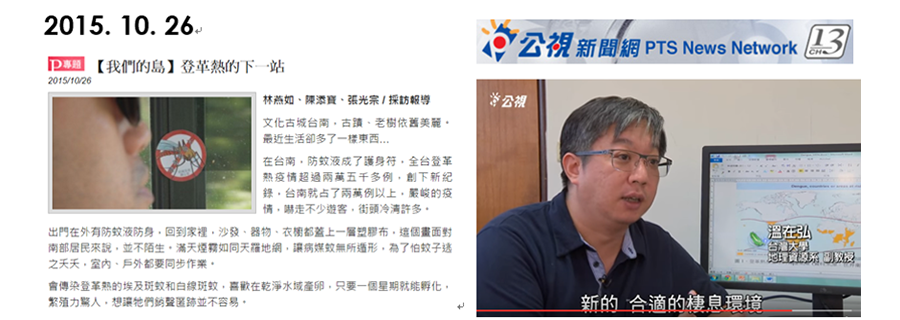 2015. 10. 26
P專題 【我們的島】登革熱的下一站
2015/10/26
林燕如、陳添寶、張光宗 / 採訪報導
文化古城台南，古蹟、老樹依舊美麗。
最近生活卻多了一樣東西...
在台南，防蚊液成了護身符，全台登革
熱疫情超過兩萬五千多例，創下新紀
錄，台南就占了兩萬例以上，嚴峻的疫
情，嚇走不少遊客，街頭冷清許多。
出門在外有防蚊液防身，回到家裡，沙發、器物、衣櫥都蓋上一層塑膠布，這個畫面對
南部居民來說，並不陌生。滿天煙霧如同天羅地網，讓病媒蚊無所遁形，為了怕蚊子逃
之夭夭，室內、戶外都要同步作業。
會傳染登革熱的埃及斑蚊和白線斑蚊，喜歡在乾淨水域產卵，只要一個星期就能孵化，
繁殖力驚人，想讓牠們銷聲匿跡並不容易。
公視 新聞網 PTS News Network 13 CH
公視
溫在弘
台灣大學
地理資源系 副教授
新的 合適的棲息環境